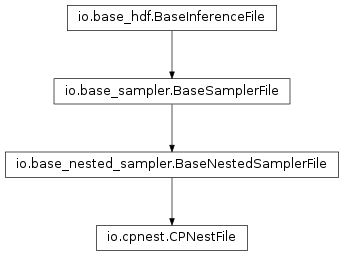 io.base_hdf.BaseInferenceFile
io.base_sampler.BaseSamplerFile
io.base_nested_sampler.BaseNestedSamplerFile
io.cpnest.CPNestFile